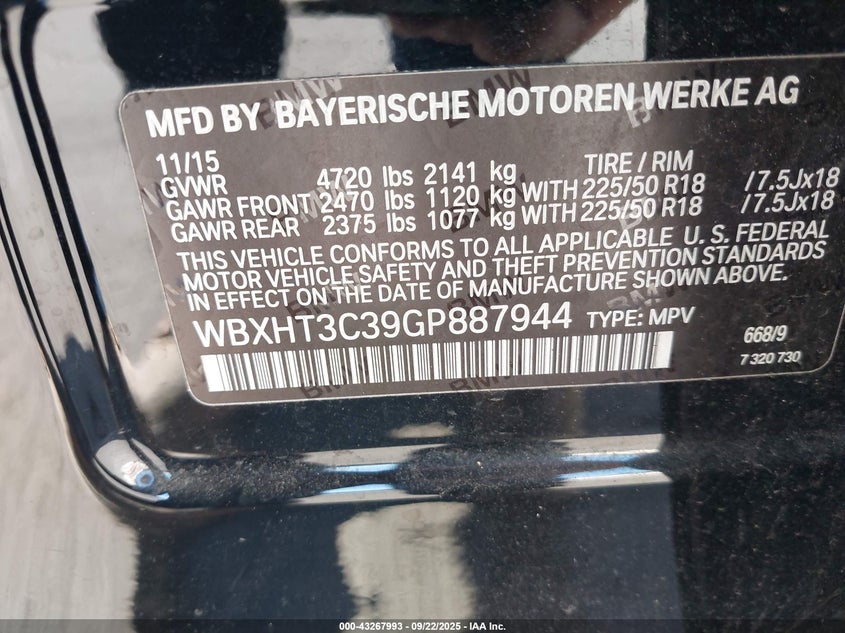 MFD BY BAYERISCHE MOTOREN WERKE AG
11/15
GVWR 4720 lbs 2141 kg TIRE / RIM
GAWR FRONT 2470 lbs 1120 kg WITH 225/50 R18 /7.5Jx18
GAWR REAR 2375 lbs 1077 kg WITH 225/50 R18 /7.5Jx18
THIS VEHICLE CONFORMS TO ALL APPLICABLE U. S. FEDERAL
MOTOR VEHICLE SAFETY AND THEFT PREVENTION STANDARDS
IN EFFECT ON THE DATE OF MANUFACTURE SHOWN ABOVE.
WBXHT3C39GP887944 TYPE: MPV 668/9
7 320 730
000-43267993 - 09/22/2025 - IAA Inc.